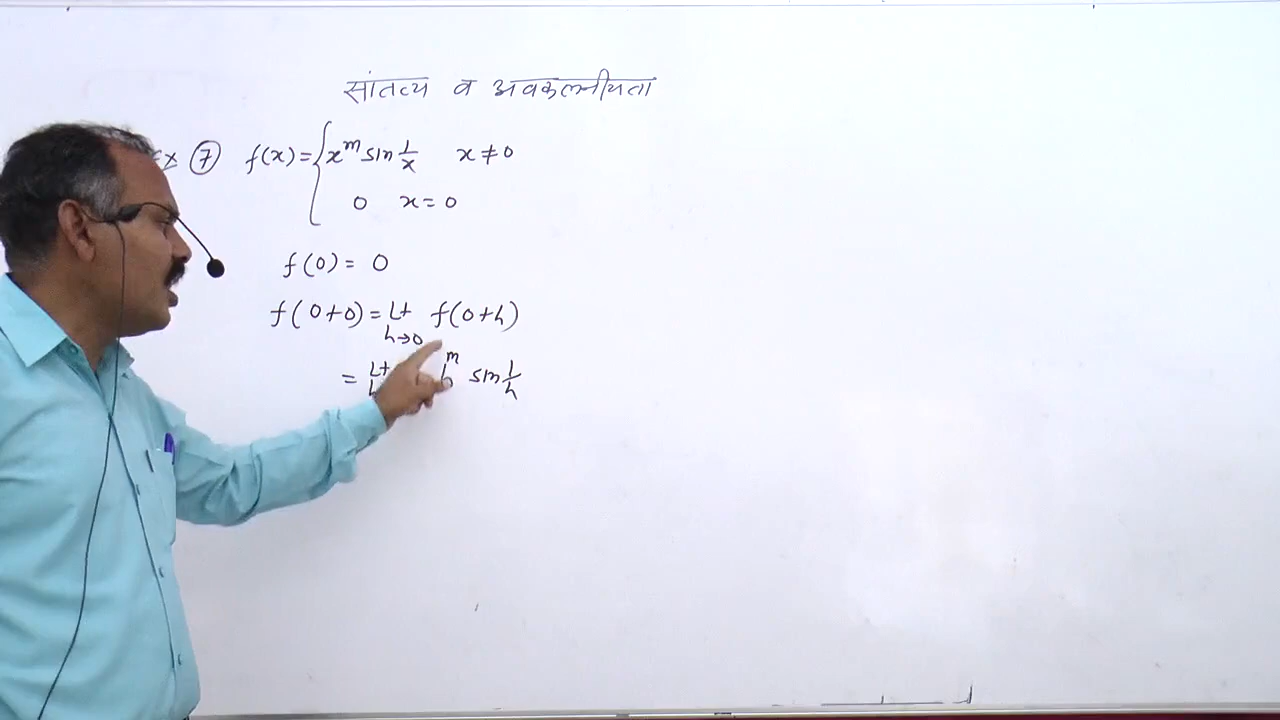 सांतत्य व अवकलनीयता
Ex ⑦ f(x) = { x^m sin 1/x x ≠ 0
0 x = 0
f(0) = 0
f(0+0) = Lt h→0 f(0+h)
= Lt h^m sin 1/h